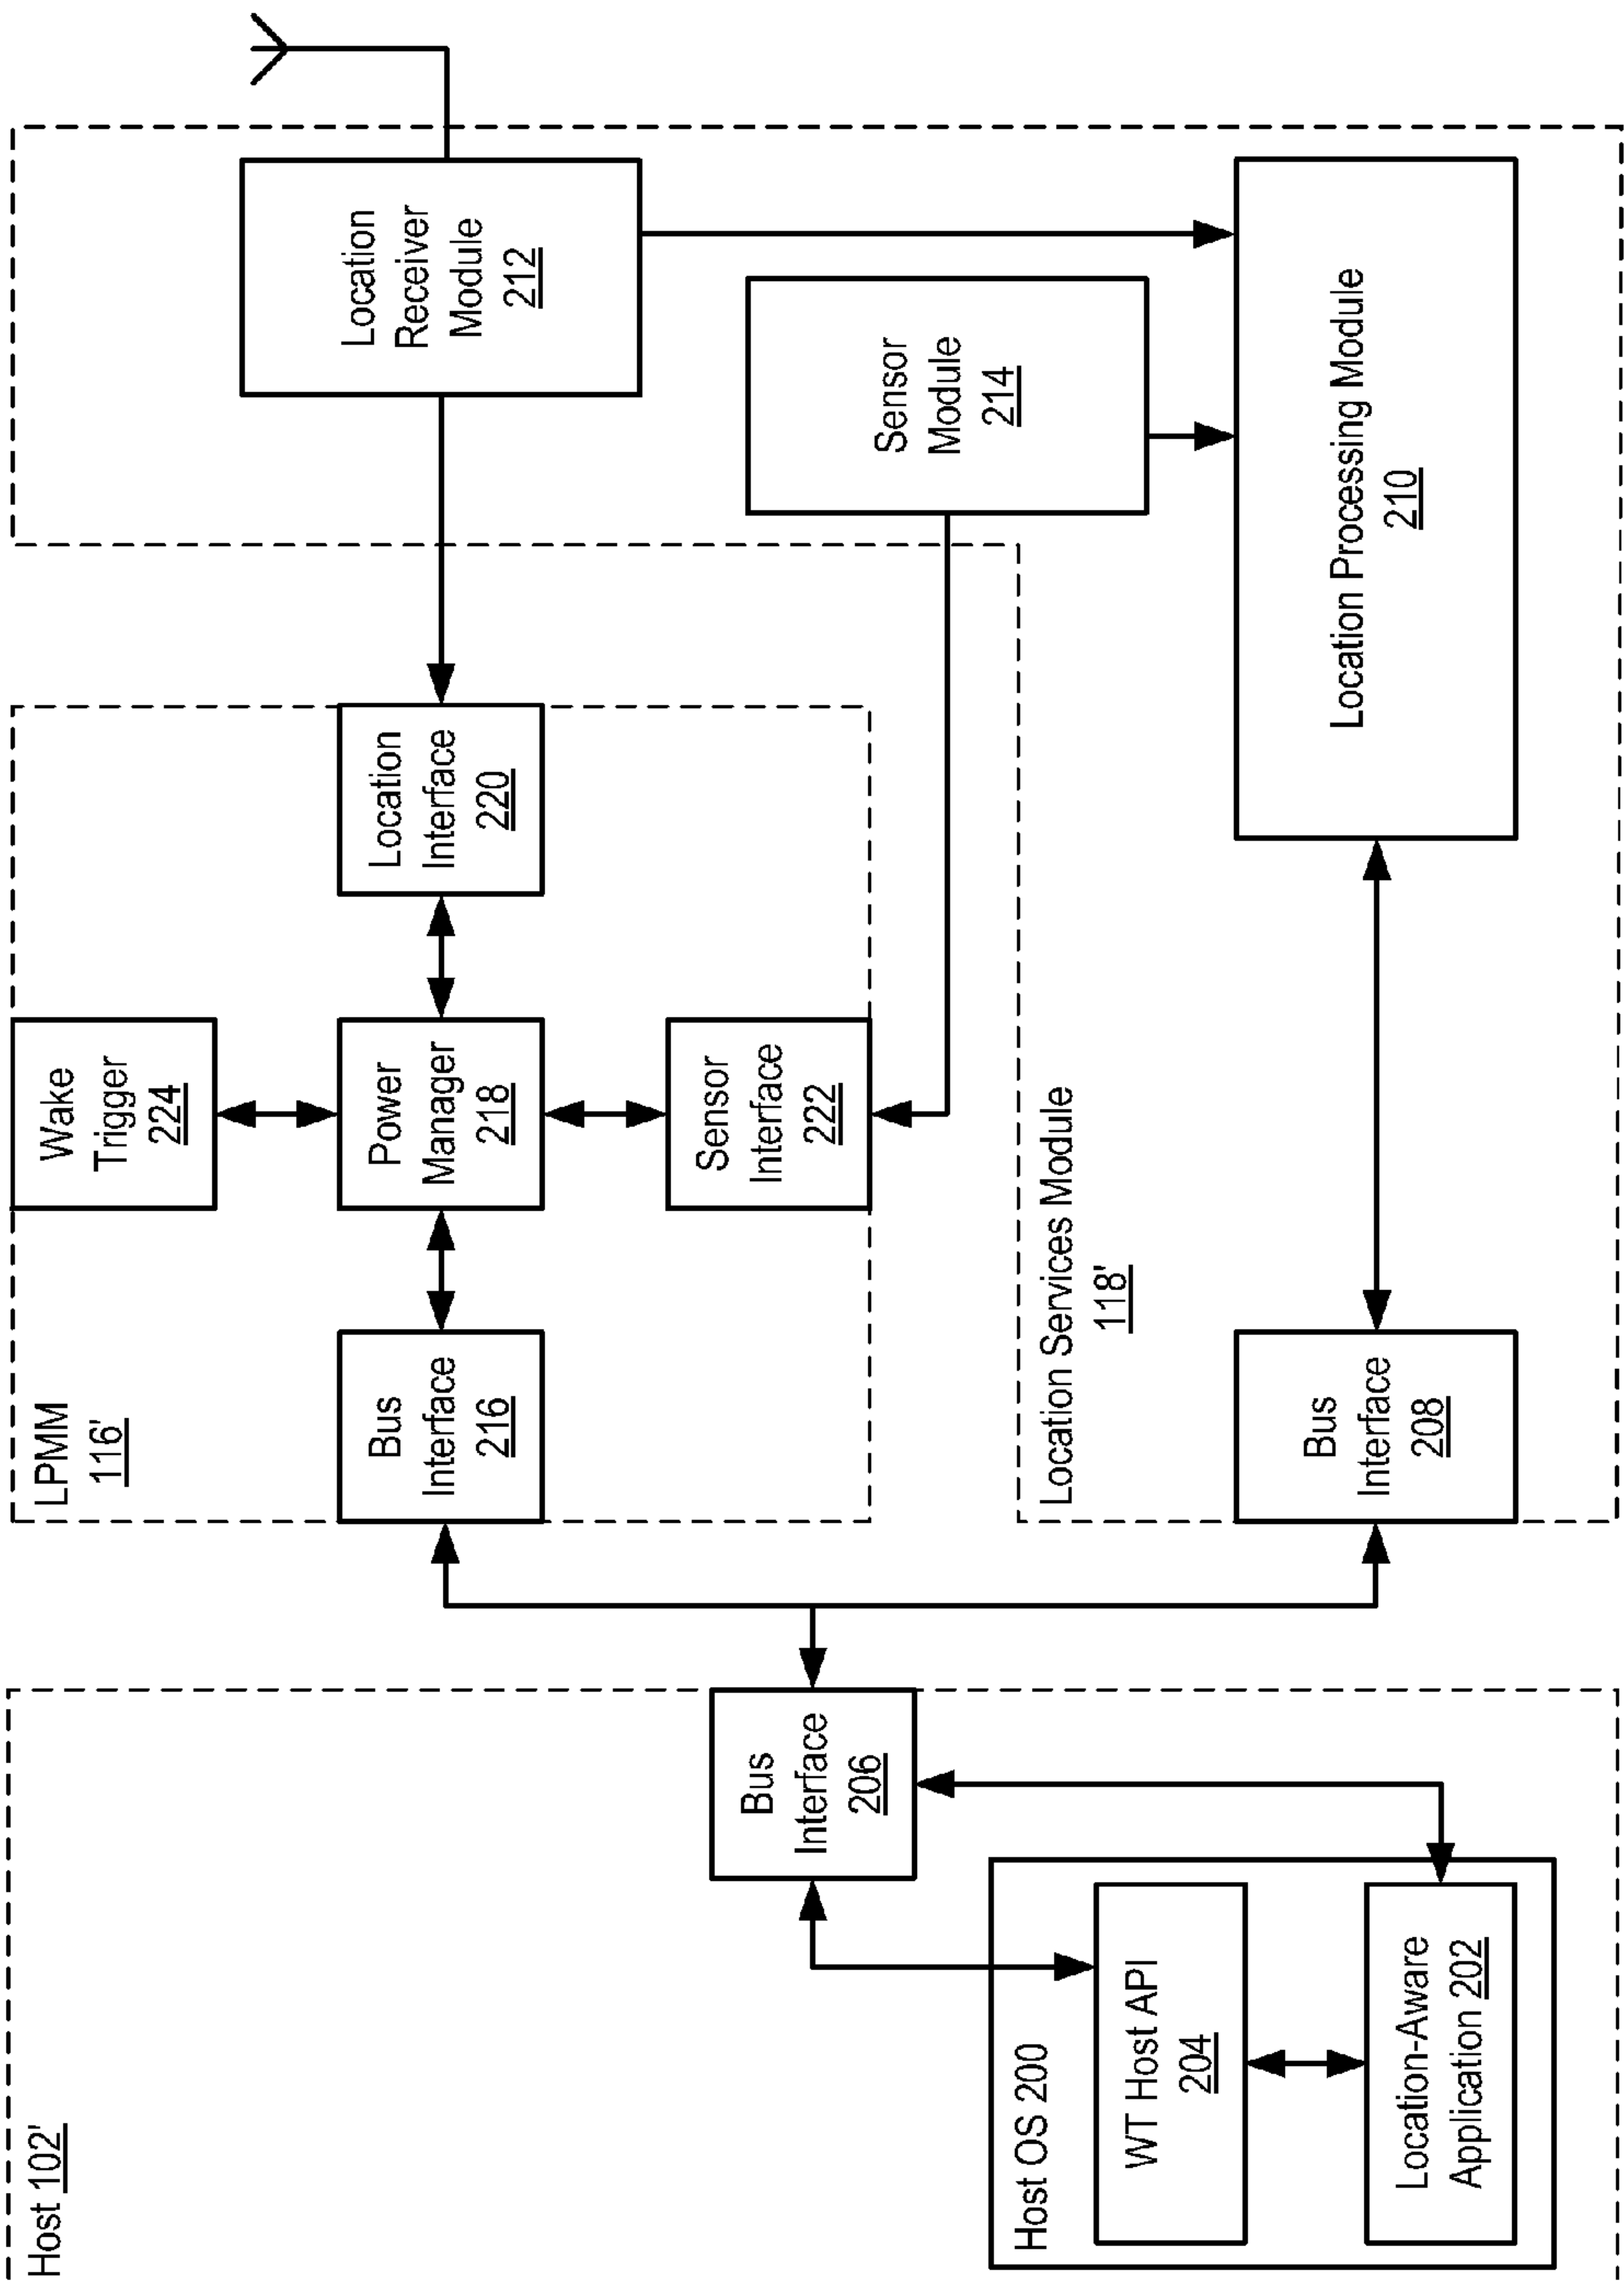 Host 102'
Host OS 200
WT Host API
204
Location-Aware
Application 202
Bus
Interface
206
LPMM
116'
Bus
Interface
216
Wake
Trigger
224
Power
Manager
218
Sensor
Interface
222
Location
Interface
220
Location Services Module
118'
Bus
Interface
208
Location
Receiver
Module
212
Sensor
Module
214
Location Processing Module
210